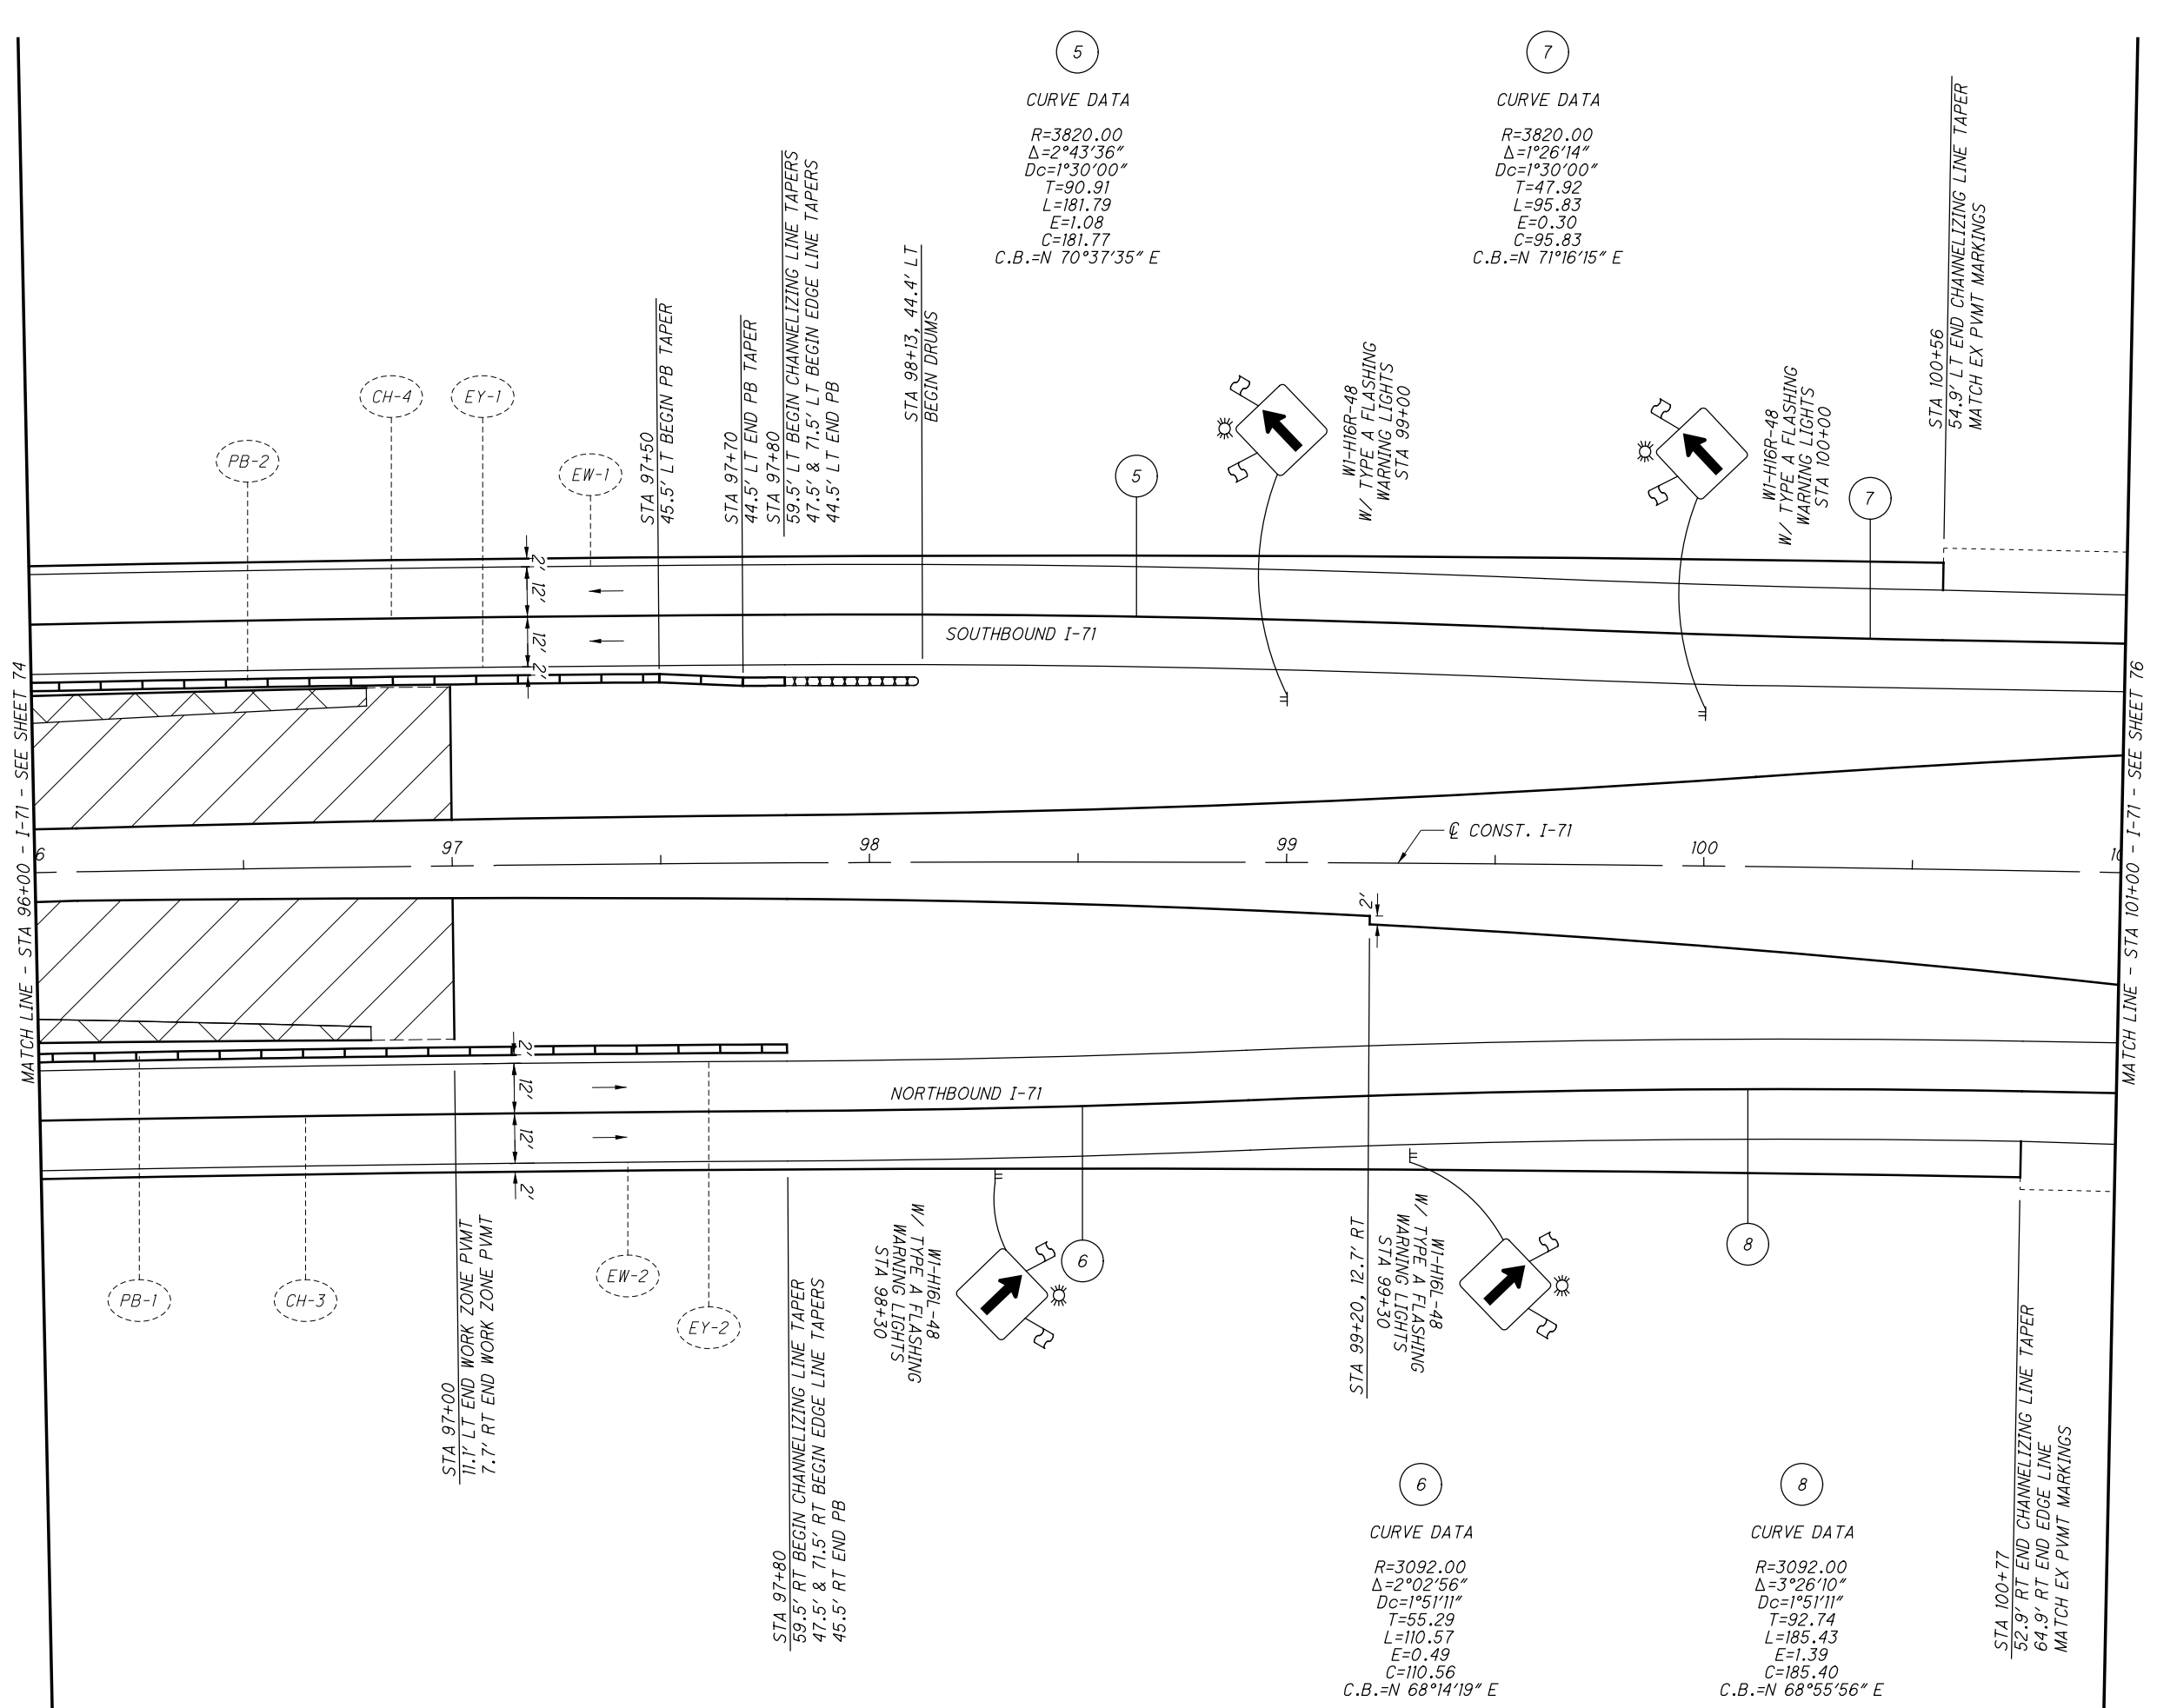 5
CURVE DATA
R=3820.00
Δ=2°43'36"
Dc=1°30'00"
T=90.91
L=181.79
E=1.08
C=181.77
C.B.=N 70°37'35" E
7
CURVE DATA
R=3820.00
Δ=1°26'14"
Dc=1°30'00"
T=47.92
L=95.83
E=0.30
C=95.83
C.B.=N 71°16'15" E
PB-2
CH-4
EY-1
EW-1
STA 97+50
45.5' LT BEGIN PB TAPER
STA 97+70
44.5' LT END PB TAPER
STA 97+80
59.5' LT BEGIN CHANNELIZING LINE TAPERS
47.5' & 71.5' LT BEGIN EDGE LINE TAPERS
44.5' LT END PB
STA 98+13, 44.4' LT
BEGIN DRUMS
5
W1-H16R-48
W/ TYPE A FLASHING
WARNING LIGHTS
STA 99+00
W1-H16R-48
W/ TYPE A FLASHING
WARNING LIGHTS
STA 100+00
7
STA 100+56
54.9' LT END CHANNELIZING LINE TAPER
MATCH EX PVMT MARKINGS
2'
12'
12'
2'
SOUTHBOUND I-71
MATCH LINE - STA 96+00 - I-71 - SEE SHEET 74
MATCH LINE - STA 101+00 - I-71 - SEE SHEET 76
6
97
98
99
100
10
℄ CONST. I-71
2'
2'
12'
12'
2'
NORTHBOUND I-71
PB-1
CH-3
EW-2
EY-2
STA 97+00
11.1' LT END WORK ZONE PVMT
7.7' RT END WORK ZONE PVMT
STA 97+80
59.5' RT BEGIN CHANNELIZING LINE TAPER
47.5' & 71.5' RT BEGIN EDGE LINE TAPERS
45.5' RT END PB
W1-H16L-48
W/ TYPE A FLASHING
WARNING LIGHTS
STA 98+30
6
STA 99+20, 12.7' RT
W1-H16L-48
W/ TYPE A FLASHING
WARNING LIGHTS
STA 99+30
8
STA 100+77
52.9' RT END CHANNELIZING LINE TAPER
64.9' RT END EDGE LINE
MATCH EX PVMT MARKINGS
6
CURVE DATA
R=3092.00
Δ=2°02'56"
Dc=1°51'11"
T=55.29
L=110.57
E=0.49
C=110.56
C.B.=N 68°14'19" E
8
CURVE DATA
R=3092.00
Δ=3°26'10"
Dc=1°51'11"
T=92.74
L=185.43
E=1.39
C=185.40
C.B.=N 68°55'56" E